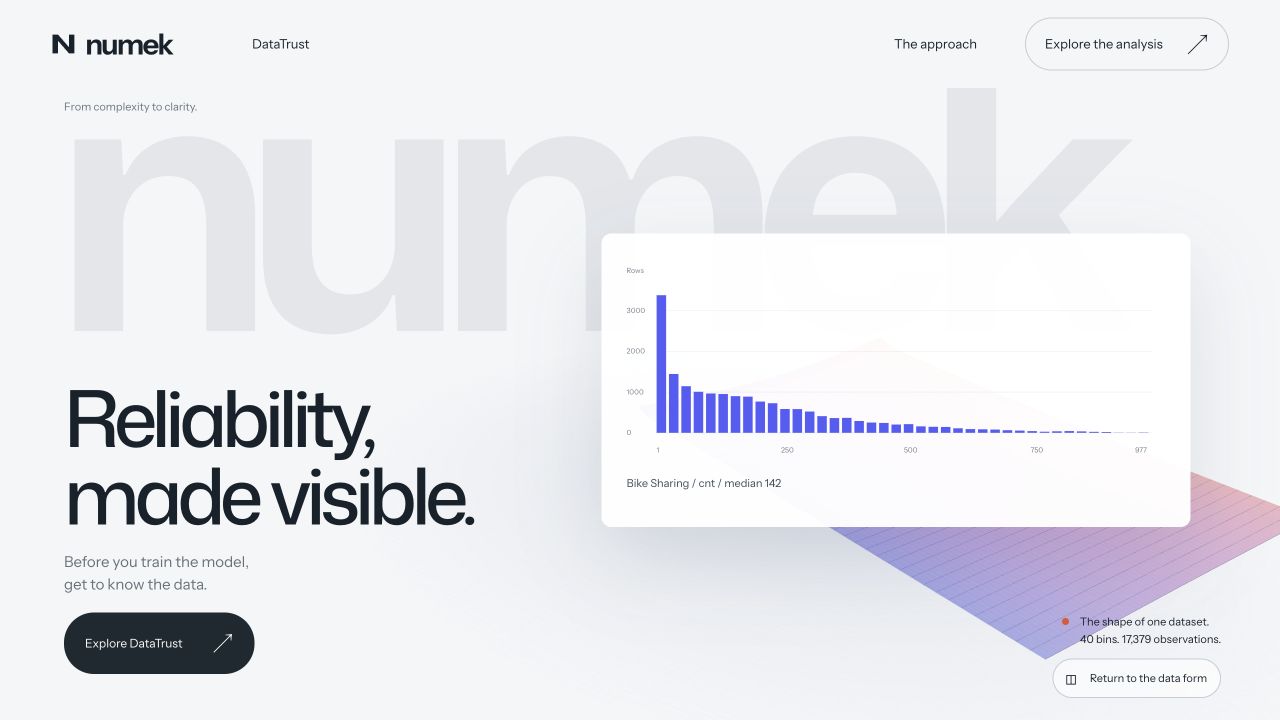 N numek
DataTrust
The approach
Explore the analysis
From complexity to clarity.
numek
Rows
3000
2000
1000
0
1 250 500 750 977
Bike Sharing / cnt / median 142
Reliability,
made visible.
Before you train the model,
get to know the data.
Explore DataTrust
The shape of one dataset.
40 bins. 17,379 observations.
Return to the data form